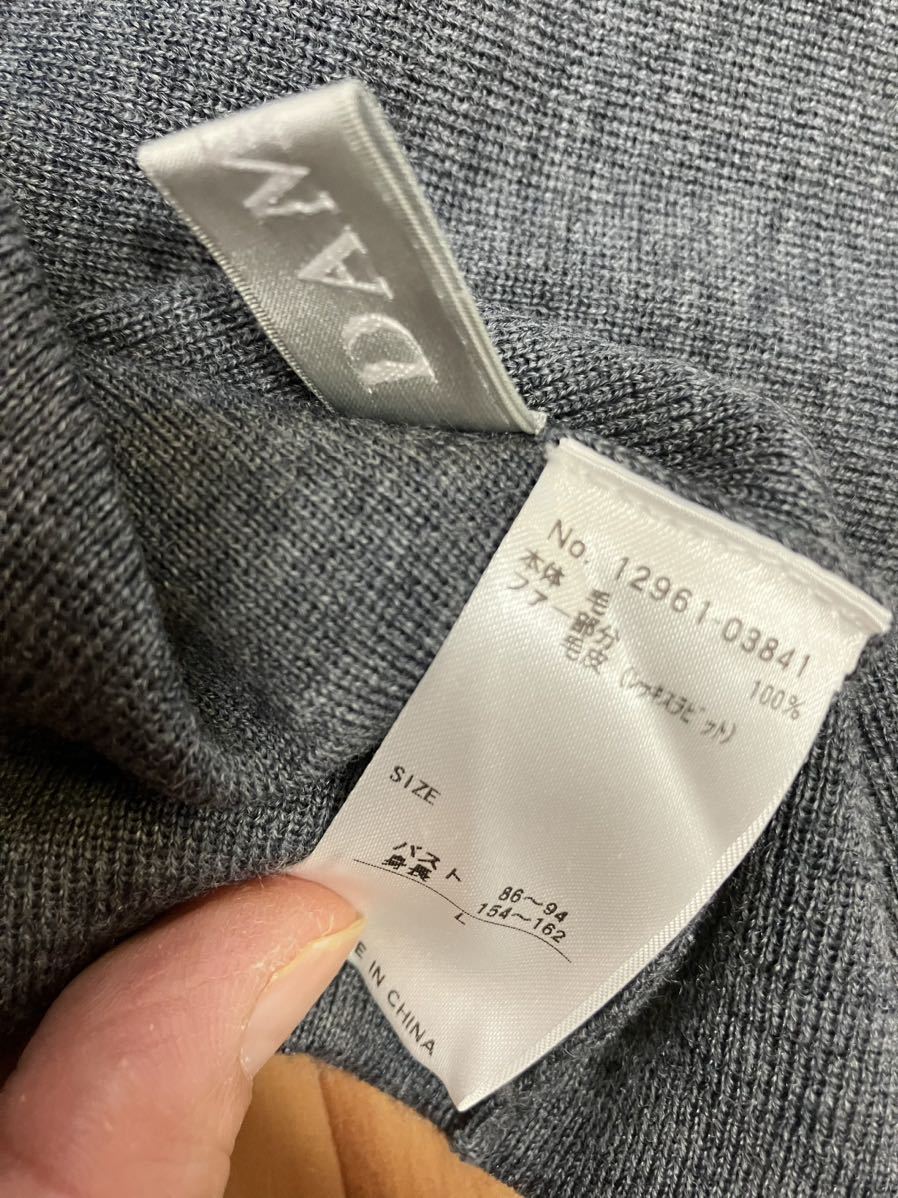 DAM
No. 12961-03841
本体 毛 100%
ファー部分
毛皮 (レッキスラビット)
SIZE
バスト 86～94
身長 154～162
L
E IN CHINA